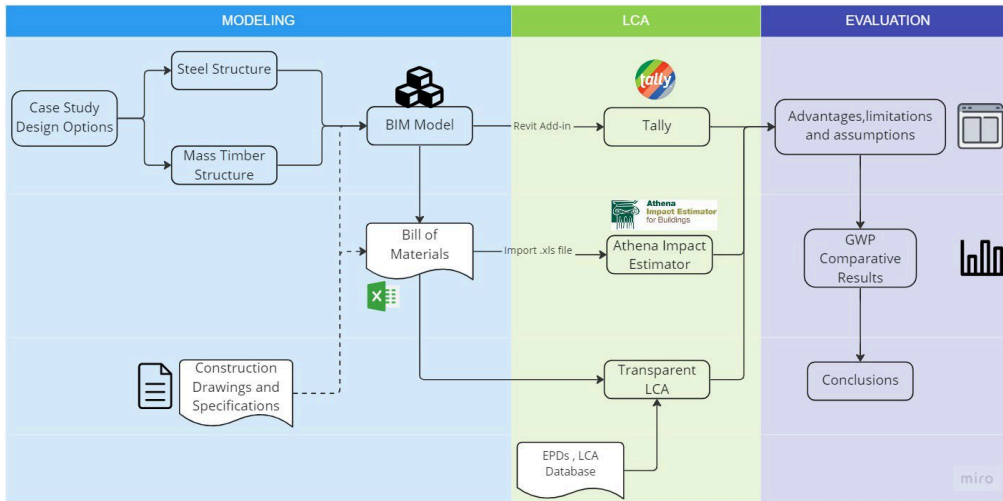 MODELING
LCA
EVALUATION
Case Study
Design Options
Steel Structure
Mass Timber
Structure
BIM Model
Revit Add-in
tally
Tally
Advantages,limitations
and assumptions
Bill of
Materials
Import .xls file
Athena
Impact Estimator
for Buildings
Athena Impact
Estimator
GWP
Comparative
Results
Construction
Drawings and
Specifications
Transparent
LCA
Conclusions
EPDs , LCA
Database
miro